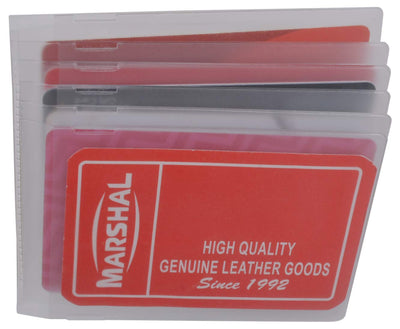 MARSHAL
HIGH QUALITY
GENUINE LEATHER GOODS
Since 1992